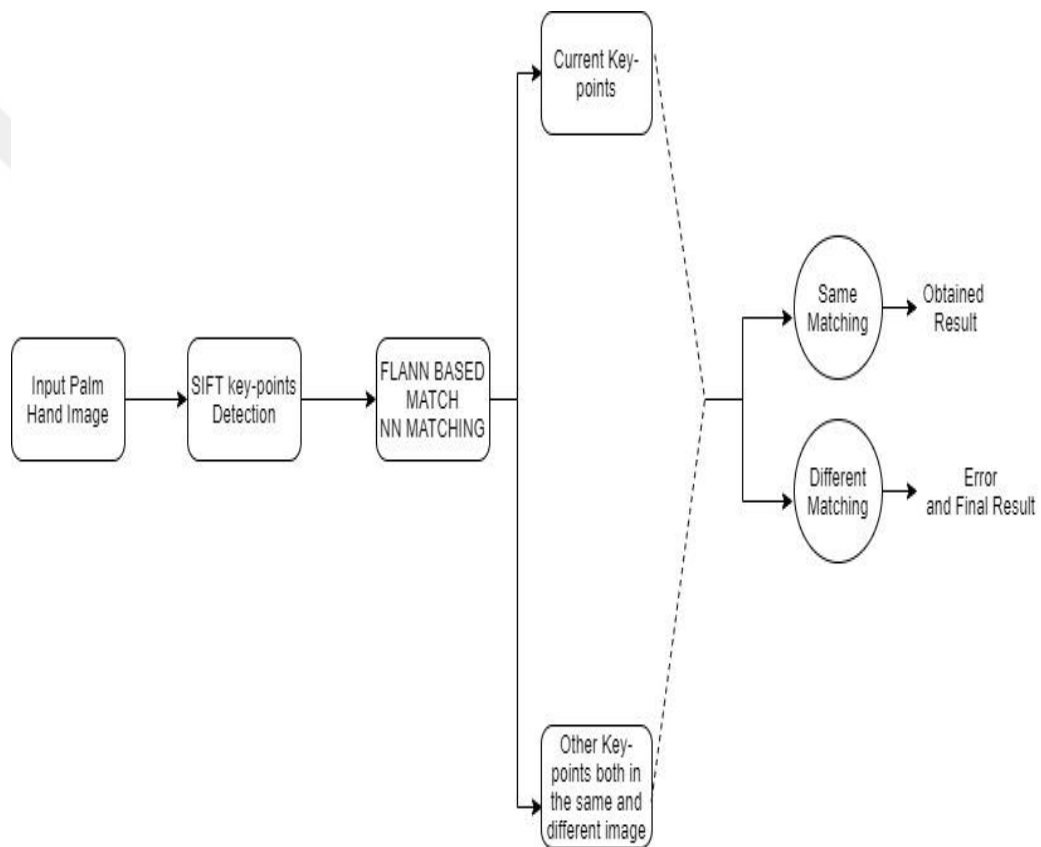 Input Palm
Hand Image
SIFT key-points
Detection
FLANN BASED
MATCH
NN MATCHING
Current Key-
points
Other Key-
points both in
the same and
different image
Same
Matching
Obtained
Result
Different
Matching
Error
and Final Result